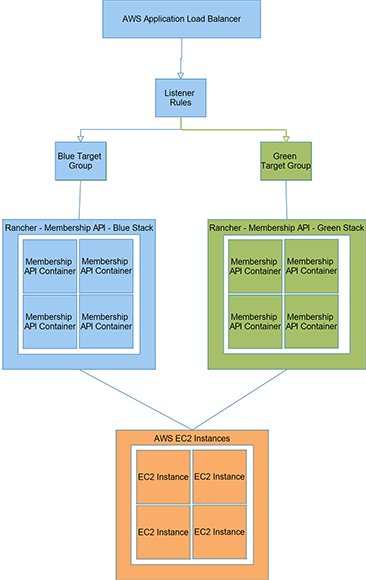 AWS Application Load Balancer
Listener
Rules
Blue Target
Group
Green
Target Group
Rancher - Membership API - Blue Stack
Membership
API Container
Membership
API Container
Membership
API Container
Membership
API Container
Rancher - Membership API - Green Stack
Membership
API Container
Membership
API Container
Membership
API Container
Membership
API Container
AWS EC2 Instances
EC2 Instance
EC2 Instance
EC2 Instance
EC2 Instance